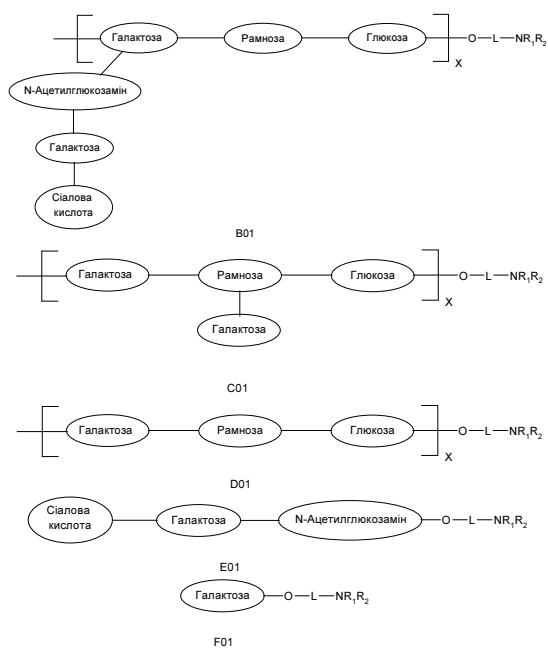 Галактоза Рамноза Глюкоза O—L—NR₁R₂
X
N-Ацетилглюкозамін
Галактоза
Сіалова
кислота
B01
Галактоза Рамноза Глюкоза O—L—NR₁R₂
X
Галактоза
C01
Галактоза Рамноза Глюкоза O—L—NR₁R₂
X
D01
Сіалова
кислота
Галактоза N-Ацетилглюкозамін O—L—NR₁R₂
E01
Галактоза O—L—NR₁R₂
F01